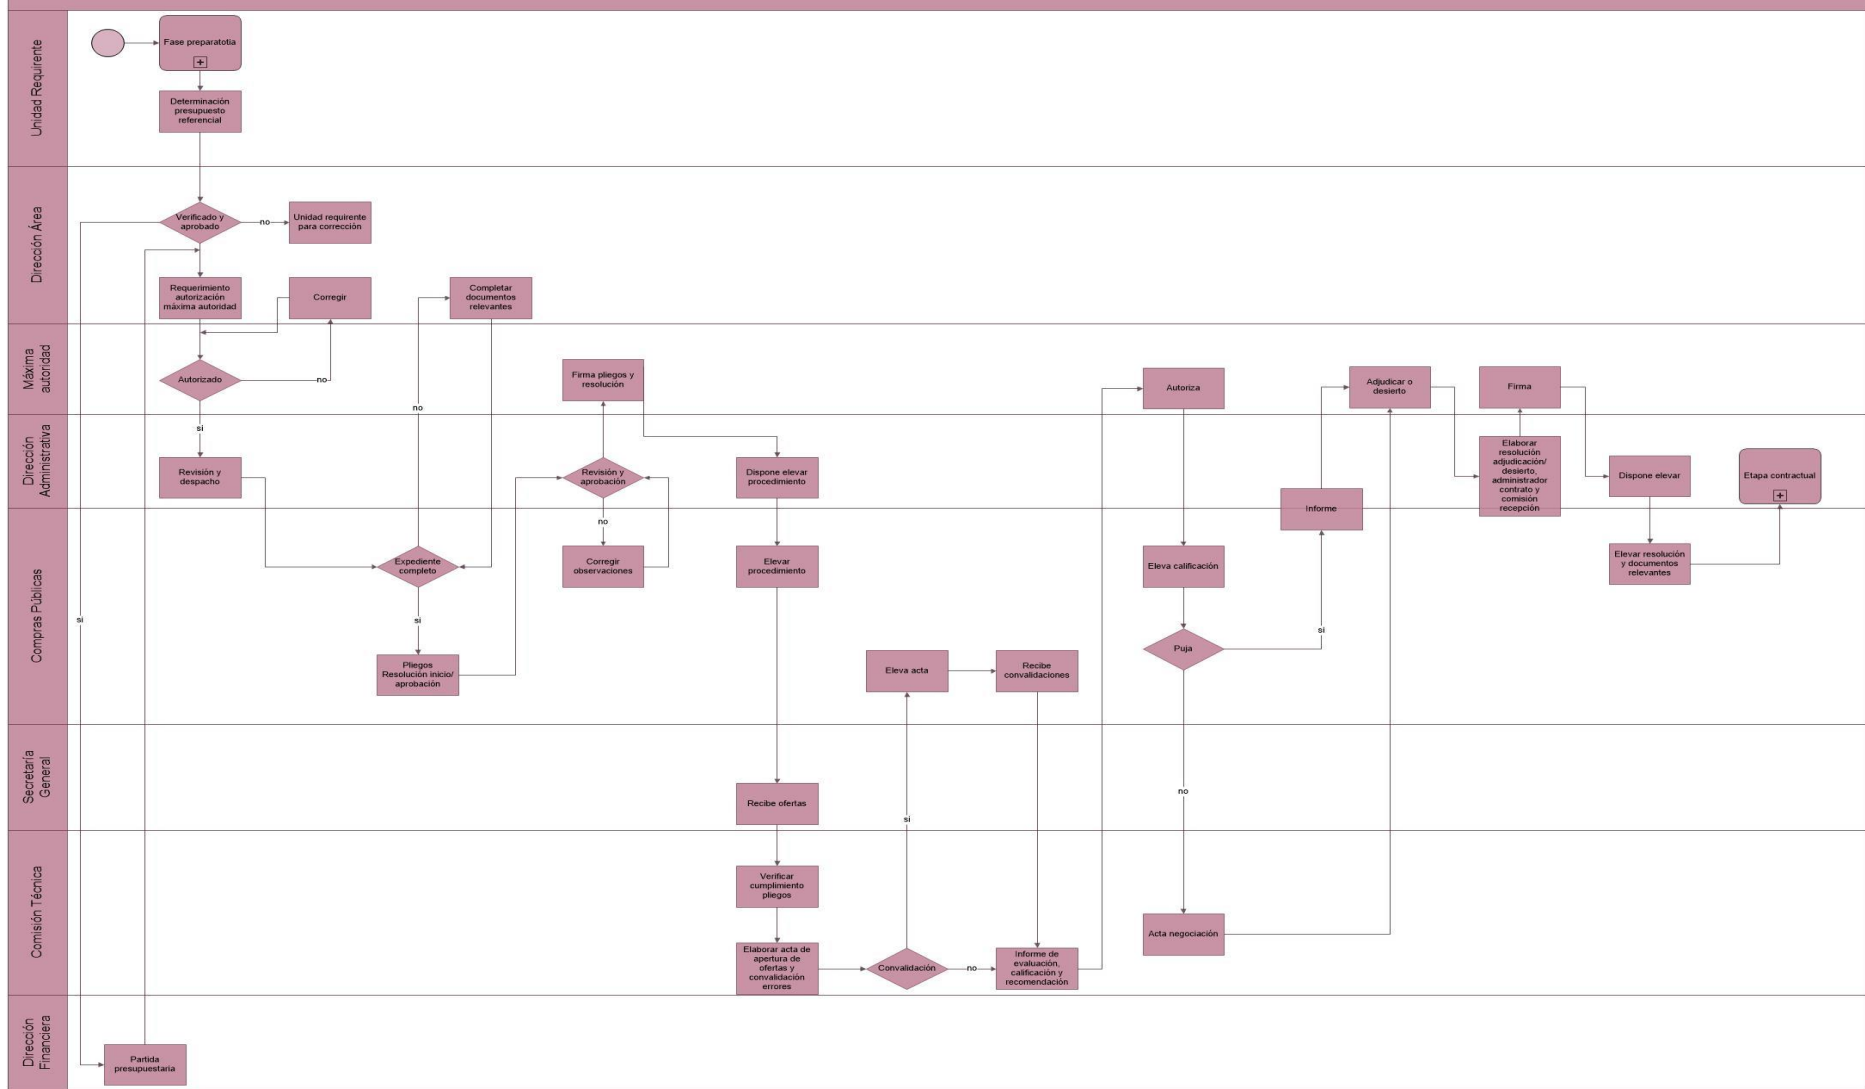 Unidad Requirente
Fase preparatotia
Determinación
presupuesto
referencial
Dirección Área
Verificado y
aprobado
no
Unidad requirente
para corrección
Requerimiento
autorización
máxima autoridad
Corregir
Completar
documentos
relevantes
Máxima
autoridad
Autorizado
no
si
no
Firma pliegos y
resolución
Autoriza
Adjudicar o
desierto
Firma
Dirección
Administrativa
Revisión y
despacho
Revisión y
aprobación
no
Dispone elevar
procedimiento
Informe
Elaborar
resolución
adjudicación/
desierto,
administrador
contrato y
comisión
recepción
Dispone elevar
Etapa contractual
Compras Públicas
si
Expediente
completo
si
Pliegos
Resolución inicio/
aprobación
Corregir
observaciones
Elevar
procedimiento
Eleva acta
Recibe
convalidaciones
Eleva calificación
Puja
si
Elevar resolución
y documentos
relevantes
Secretaría
General
Recibe ofertas
si
no
Comisión Técnica
Verificar
cumplimiento
pliegos
Elaborar acta de
apertura de
ofertas y
convalidación
errores
Convalidación
no
Informe de
evaluación,
calificación y
recomendación
Acta negociación
Dirección
Financiera
Partida
presupuestaria